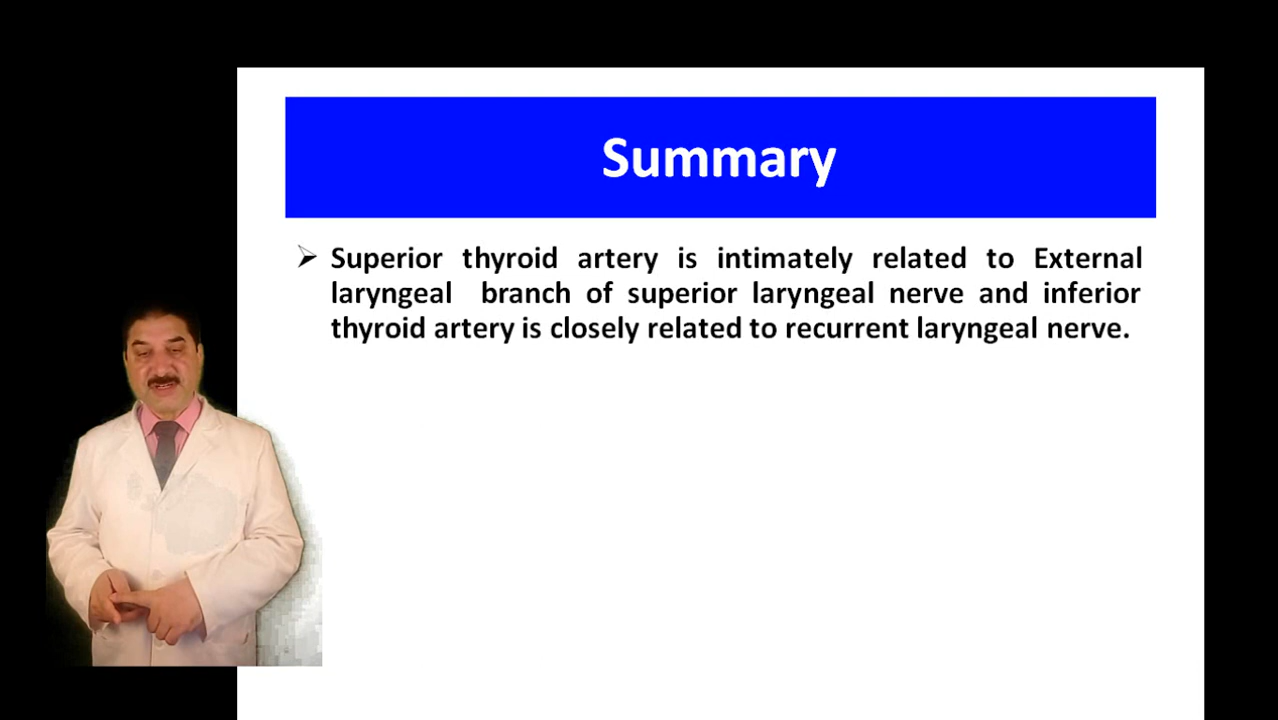 Summary
➢ Superior thyroid artery is intimately related to External
laryngeal branch of superior laryngeal nerve and inferior
thyroid artery is closely related to recurrent laryngeal nerve.